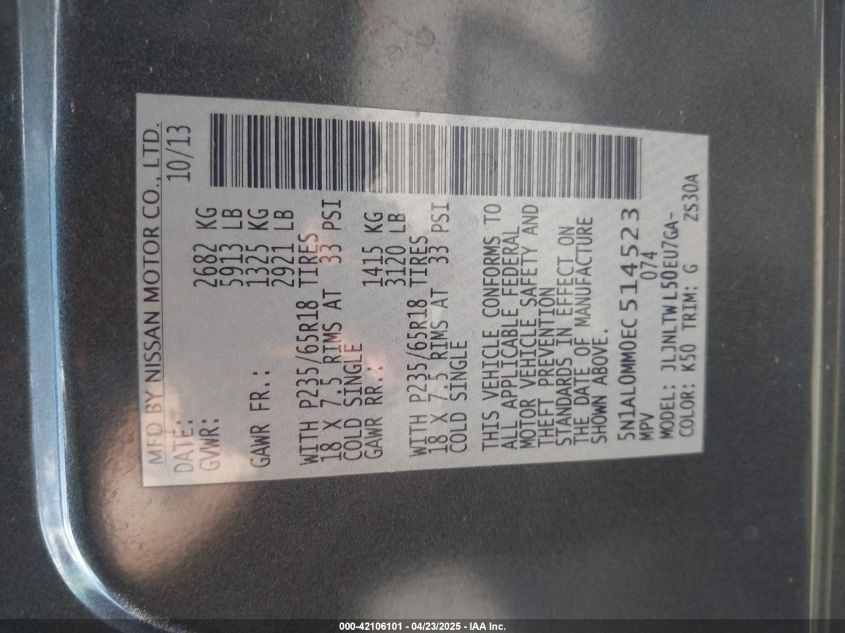 MFD BY NISSAN MOTOR CO., LTD.
DATE: 10/13
GVWR: 2682 KG
5913 LB
GAWR FR.: 1325 KG
2921 LB
WITH P235/65R18 TIRES
18 X 7.5 RIMS AT 33 PSI
COLD SINGLE
GAWR RR.: 1415 KG
3120 LB
WITH P235/65R18 TIRES
18 X 7.5 RIMS AT 33 PSI
COLD SINGLE
THIS VEHICLE CONFORMS TO
ALL APPLICABLE FEDERAL
MOTOR VEHICLE SAFETY AND
THEFT PREVENTION
STANDARDS IN EFFECT ON
THE DATE OF MANUFACTURE
SHOWN ABOVE.
5N1AL0MM0EC514523
MPV 074
MODEL: JLJNLTWL50EU7GA-
COLOR: K50 TRIM: G ZS30A
000-42106101 - 04/23/2025 - IAA Inc.